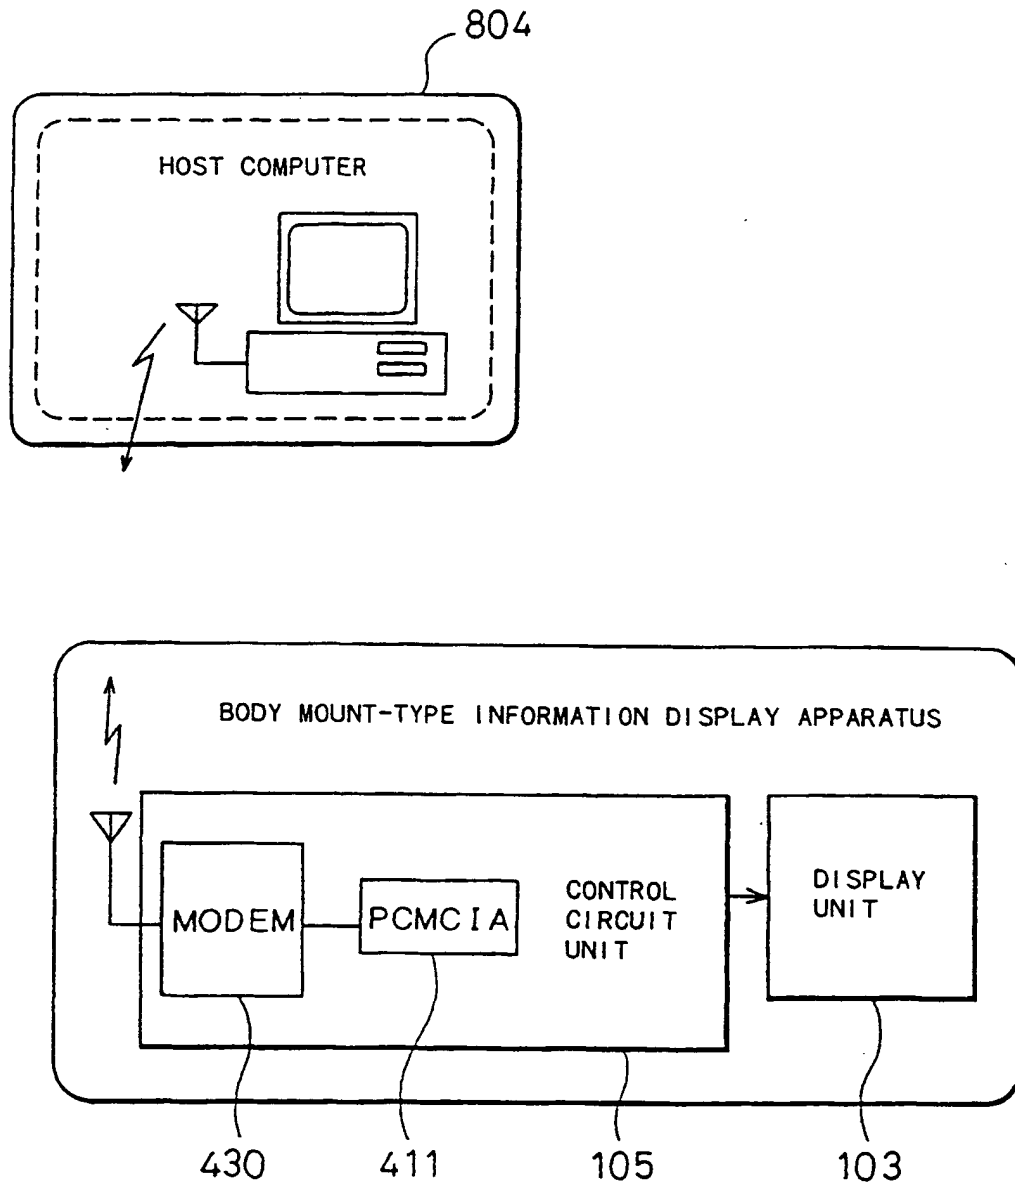 804
HOST COMPUTER
BODY MOUNT-TYPE INFORMATION DISPLAY APPARATUS
MODEM
PCMCIA
CONTROL
CIRCUIT
UNIT
DISPLAY
UNIT
430
411
105
103